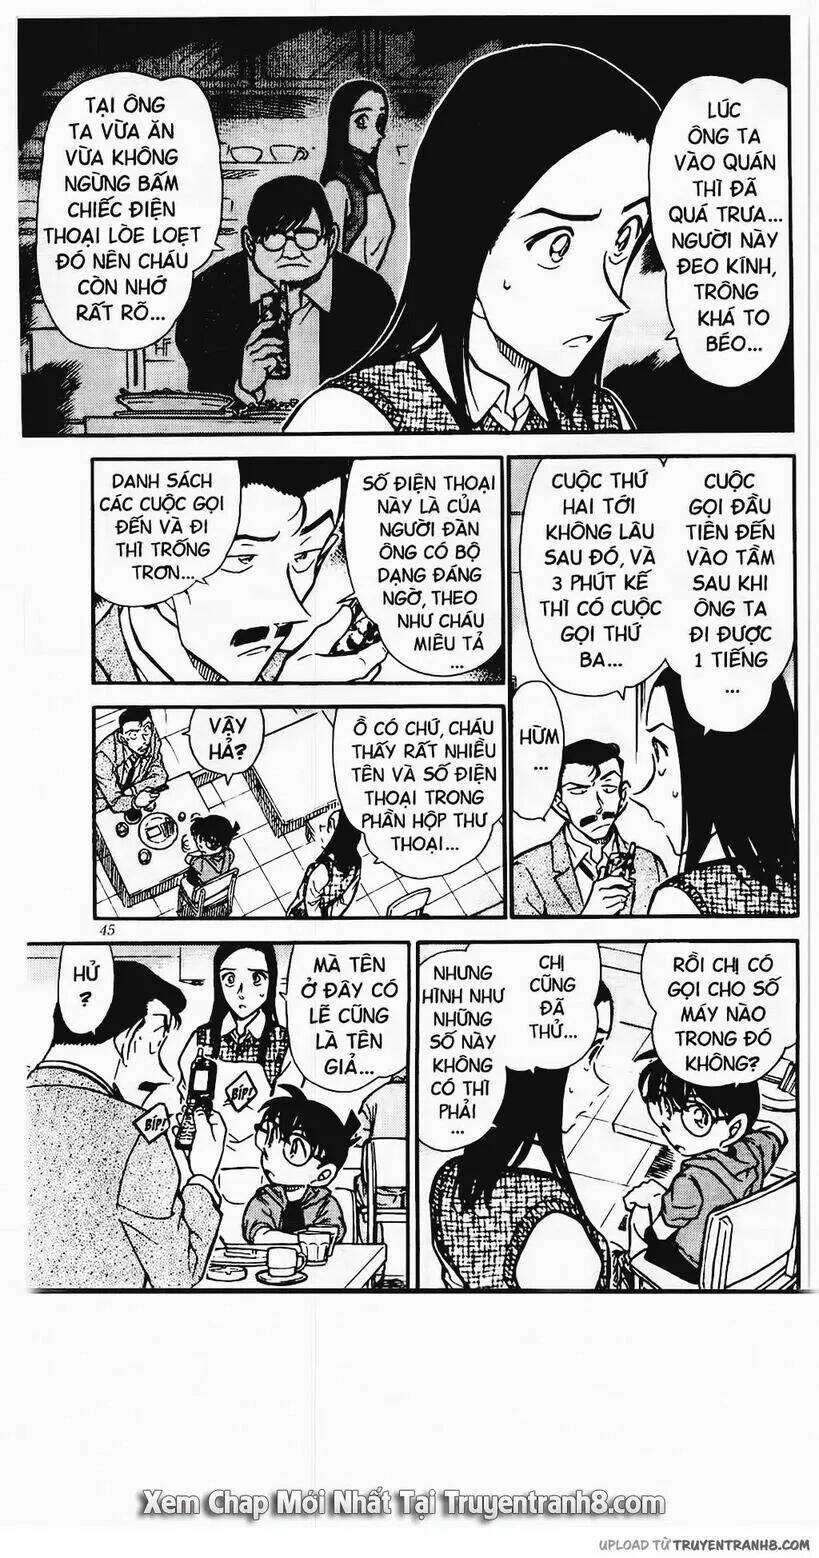 LÚC
ÔNG TA
VÀO QUÁN
THÌ ĐÃ
QUÁ TRƯA...
NGƯỜI NÀY
ĐEO KÍNH,
TRÔNG
KHÁ TO
BÉO...
TẠI ÔNG
TA VỪA ĂN
VỪA KHÔNG
NGỪNG BẤM
CHIẾC ĐIỆN
THOẠI LÒE LOẸT
ĐÓ NÊN CHÁU
CÒN NHỚ
RẤT RÕ...
CUỘC
GỌI ĐẦU
TIÊN ĐẾN
VÀO TẦM
SAU KHI
ÔNG TA
ĐI ĐƯỢC
1 TIẾNG
...
CUỘC THỨ
HAI TỚI
KHÔNG LÂU
SAU ĐÓ, VÀ
3 PHÚT KẾ
THÌ CÓ CUỘC
GỌI THỨ
BA...
HỪM
...
SỐ ĐIỆN THOẠI
NÀY LÀ CỦA
NGƯỜI ĐÀN
ÔNG CÓ BỘ
DẠNG ĐÁNG
NGỜ, THEO
NHƯ CHÁU
MIÊU TẢ
...
DANH SÁCH
CÁC CUỘC GỌI
ĐẾN VÀ ĐI
THÌ TRỐNG
TRƠN...
Ồ CÓ CHỨ, CHÁU
THẤY RẤT NHIỀU
TÊN VÀ SỐ ĐIỆN
THOẠI TRONG
PHẦN HỘP THƯ
THOẠI...
VẬY
HẢ?
45
RỒI CHỊ CÓ
GỌI CHO SỐ
MÁY NÀO
TRONG ĐÓ
KHÔNG?
CHỊ
CŨNG
ĐÃ
THỬ...
NHƯNG
HÌNH NHƯ
NHỮNG
SỐ NÀY
KHÔNG
CÓ THÌ
PHẢI
...
MÀ TÊN
Ở ĐÂY CÓ
LẼ CŨNG
LÀ TÊN
GIẢ...
HỬ
?
BÍP!
BÍP!
Xem Chap Mới Nhất Tại Truyentranh8.com
UPLOAD TỪ TRUYENTRANH8.COM